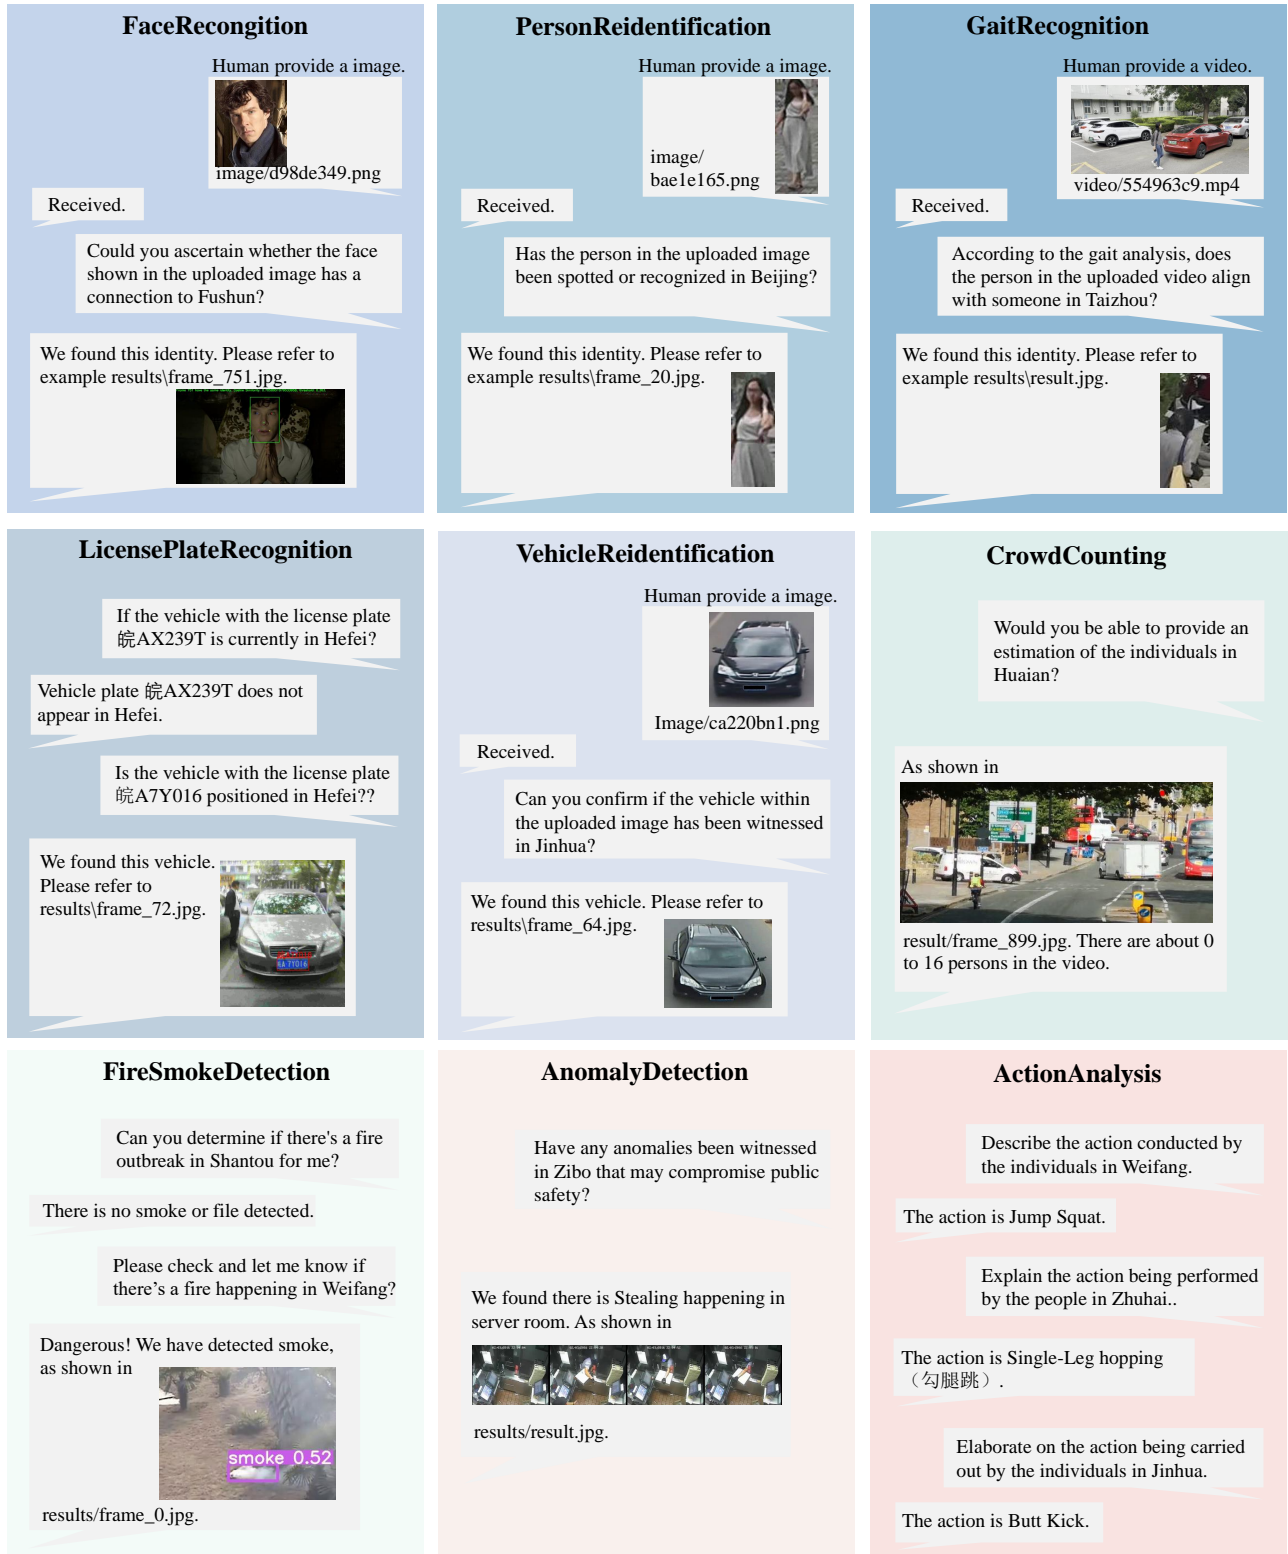 FaceRecongition
Human provide a image.
image/d98de349.png
Received.
Could you ascertain whether the face
shown in the uploaded image has a
connection to Fushun?
We found this identity. Please refer to
example results\frame_751.jpg.
PersonReidentification
Human provide a image.
image/
bae1e165.png
Received.
Has the person in the uploaded image
been spotted or recognized in Beijing?
We found this identity. Please refer to
example results\frame_20.jpg.
GaitRecognition
Human provide a video.
video/554963c9.mp4
Received.
According to the gait analysis, does
the person in the uploaded video align
with someone in Taizhou?
We found this identity. Please refer to
example results\result.jpg.
LicensePlateRecognition
If the vehicle with the license plate
皖AX239T is currently in Hefei?
Vehicle plate 皖AX239T does not
appear in Hefei.
Is the vehicle with the license plate
皖A7Y016 positioned in Hefei??
We found this vehicle.
Please refer to
results\frame_72.jpg.
VehicleReidentification
Human provide a image.
Image/ca220bn1.png
Received.
Can you confirm if the vehicle within
the uploaded image has been witnessed
in Jinhua?
We found this vehicle. Please refer to
results\frame_64.jpg.
CrowdCounting
Would you be able to provide an
estimation of the individuals in
Huaian?
As shown in
result/frame_899.jpg. There are about 0
to 16 persons in the video.
FireSmokeDetection
Can you determine if there's a fire
outbreak in Shantou for me?
There is no smoke or file detected.
Please check and let me know if
there’s a fire happening in Weifang?
Dangerous! We have detected smoke,
as shown in
smoke 0.52
results/frame_0.jpg.
AnomalyDetection
Have any anomalies been witnessed
in Zibo that may compromise public
safety?
We found there is Stealing happening in
server room. As shown in
results/result.jpg.
ActionAnalysis
Describe the action conducted by
the individuals in Weifang.
The action is Jump Squat.
Explain the action being performed
by the people in Zhuhai..
The action is Single-Leg hopping
（勾腿跳）.
Elaborate on the action being carried
out by the individuals in Jinhua.
The action is Butt Kick.